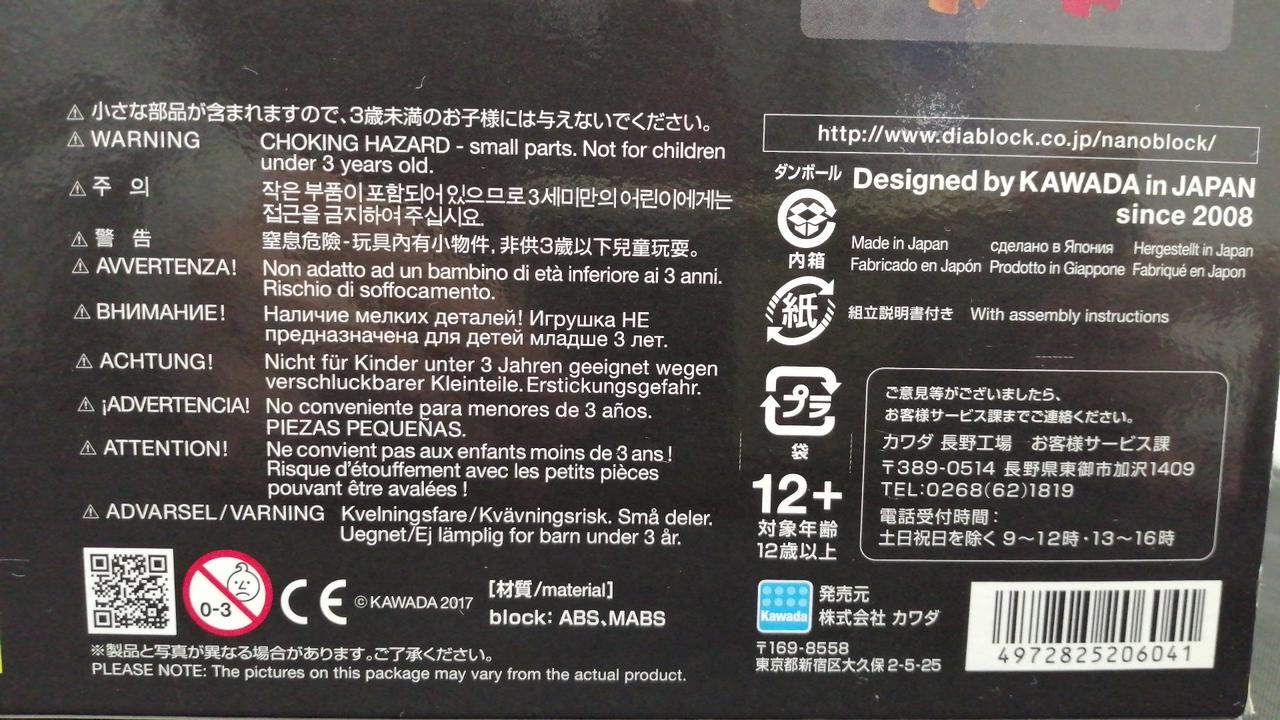 ⚠ 小さな部品が含まれますので、3歳未満のお子様には与えないでください。
⚠ WARNING CHOKING HAZARD - small parts. Not for children
under 3 years old.
⚠ 주 의 작은 부품이 포함되어 있으므로 3세미만의 어린이에게는
접근을 금지하여 주십시요.
⚠ 警 告 窒息危險-玩具內有小物件, 非供3歲以下兒童玩耍。
⚠ AVVERTENZA! Non adatto ad un bambino di età inferiore ai 3 anni.
Rischio di soffocamento.
⚠ ВНИМАНИЕ! Наличие мелких деталей! Игрушка НЕ
предназначена для детей младше 3 лет.
⚠ ACHTUNG! Nicht für Kinder unter 3 Jahren geeignet wegen
verschluckbarer Kleinteile. Erstickungsgefahr.
⚠ ¡ADVERTENCIA! No conveniente para menores de 3 años.
PIEZAS PEQUEÑAS.
⚠ ATTENTION! Ne convient pas aux enfants moins de 3 ans !
Risque d'étouffement avec les petits pièces
pouvant être avalées !
⚠ ADVARSEL/VARNING Kvelningsfare/Kvävningsrisk. Små deler.
Uegnet/Ej lämplig for barn under 3 år.
0-3 CE © KAWADA 2017 [材質/material]
block: ABS、MABS
※製品と写真が異なる場合があります。ご了承ください。
PLEASE NOTE: The pictures on this package may vary from the actual product.
http://www.diablock.co.jp/nanoblock/
ダンボール
内箱
Designed by KAWADA in JAPAN
since 2008
Made in Japan сделано в Япония Hergestellt in Japan
Fabricado en Japón Prodotto in Giappone Fabriqué en Japon
紙
組立説明書付き With assembly instructions
プラ
袋
12+
対象年齢
12歳以上
ご意見等がございましたら、
お客様サービス課までご連絡ください。
カワダ 長野工場 お客様サービス課
〒389-0514 長野県東御市加沢1409
TEL:0268(62)1819
電話受付時間:
土日祝日を除く 9〜12時・13〜16時
Kawada
発売元
株式会社 カワダ
〒169-8558
東京都新宿区大久保2-5-25
4972825206041